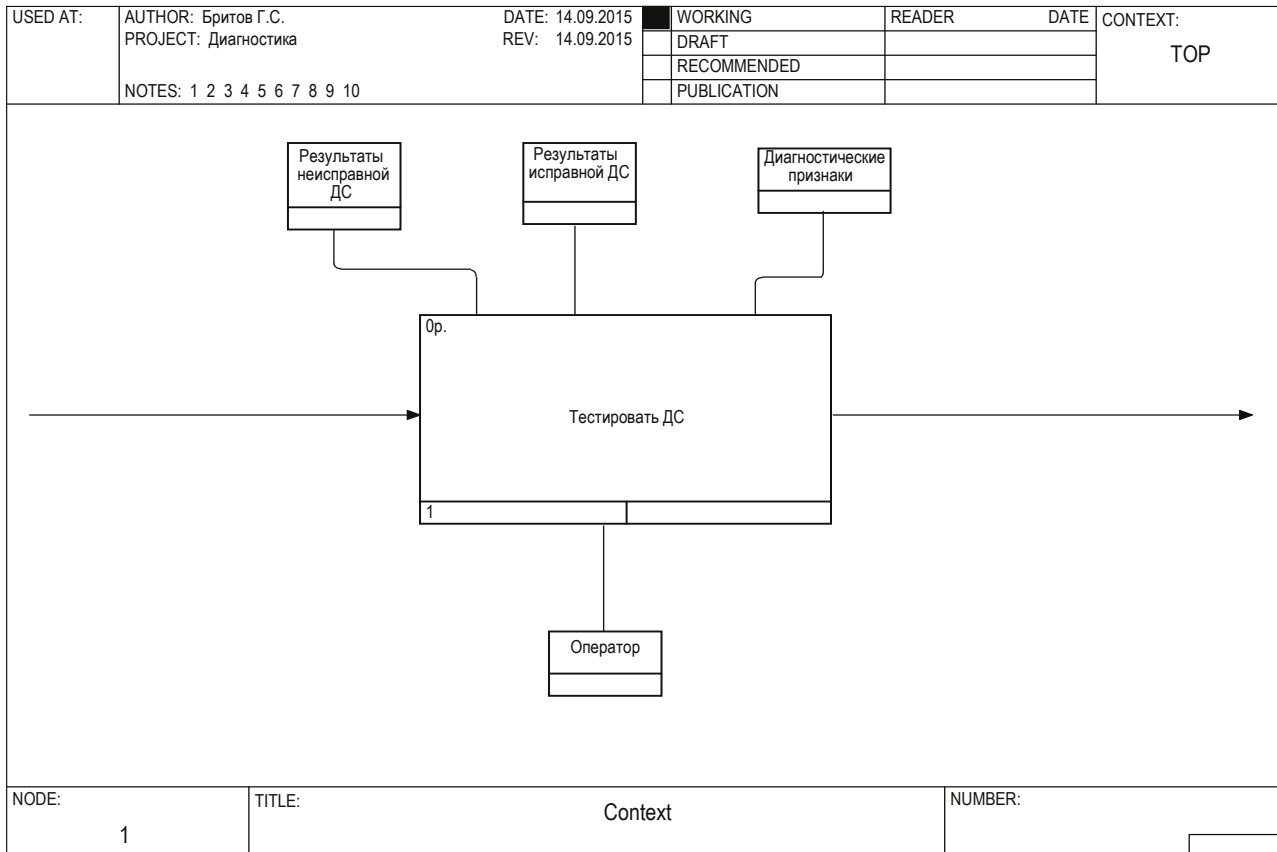 USED AT:
AUTHOR: Бритов Г.С.
DATE: 14.09.2015
WORKING
READER
DATE
CONTEXT:
PROJECT: Диагностика
REV: 14.09.2015
DRAFT
TOP
RECOMMENDED
NOTES: 1 2 3 4 5 6 7 8 9 10
PUBLICATION
Результаты
неисправной
ДС
Результаты
исправной ДС
Диагностические
признаки
0р.
Тестировать ДС
1
Оператор
NODE:
1
TITLE:
Context
NUMBER: